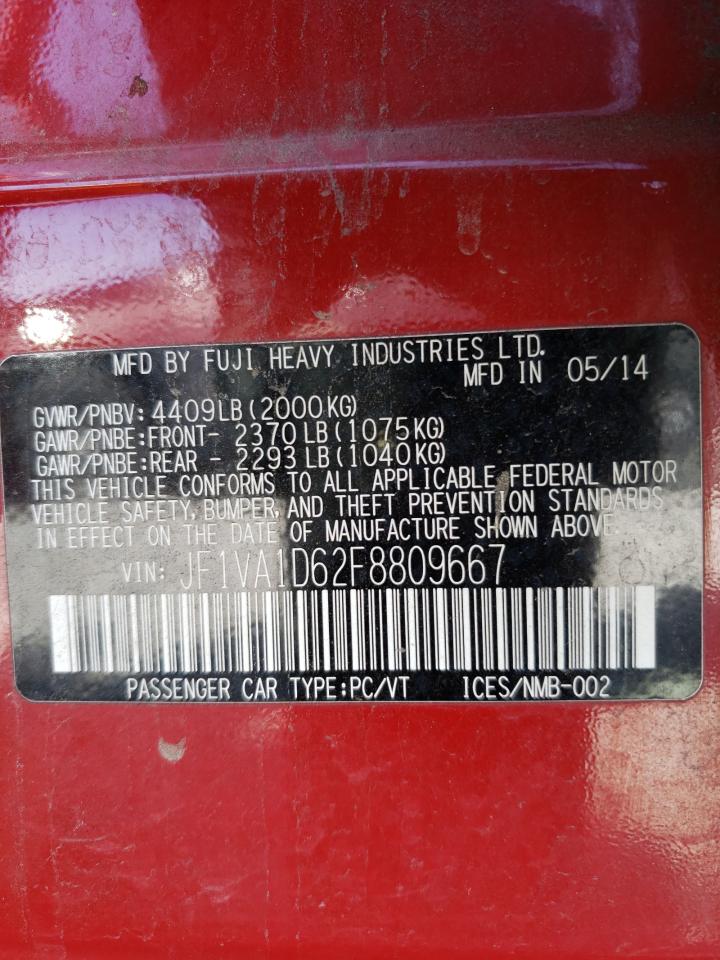 MFD BY FUJI HEAVY INDUSTRIES LTD.
MFD IN 05/14
GVWR/PNBV: 4409LB (2000KG)
GAWR/PNBE: FRONT- 2370 LB (1075KG)
GAWR/PNBE: REAR - 2293 LB (1040KG)
THIS VEHICLE CONFORMS TO ALL APPLICABLE FEDERAL MOTOR
VEHICLE SAFETY, BUMPER, AND THEFT PREVENTION STANDARDS
IN EFFECT ON THE DATE OF MANUFACTURE SHOWN ABOVE.
VIN: JF1VA1D62F8809667
PASSENGER CAR TYPE:PC/VT ICES/NMB-002